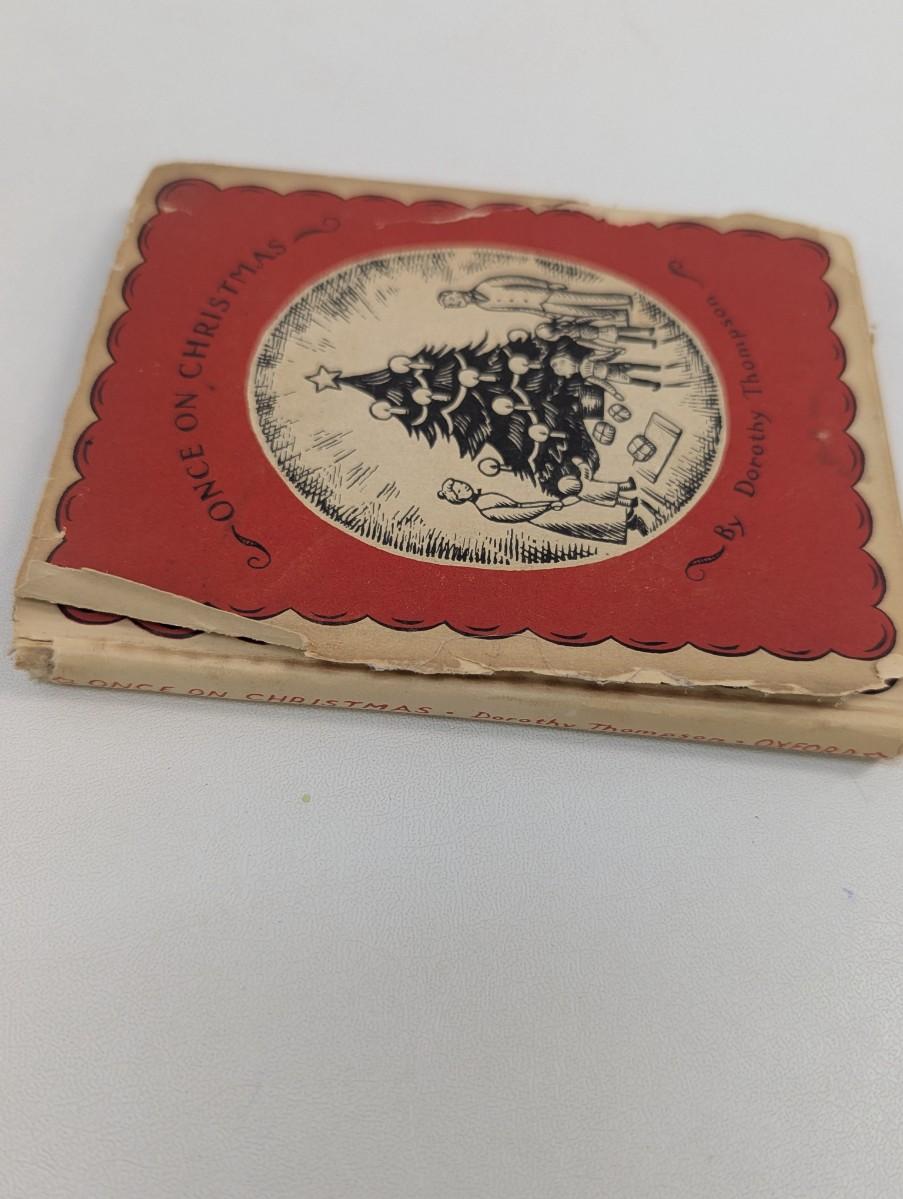 ONCE ON CHRISTMAS
By Dorothy Thompson
ONCE ON CHRISTMAS • Dorothy Thompson • OXFORD